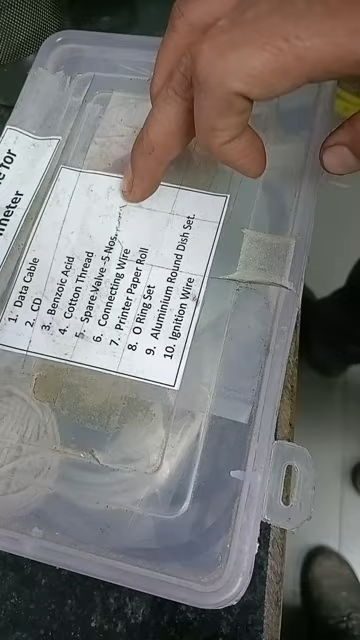 for
meter
1. Data Cable
2. CD
3. Benzoic Acid
4. Cotton Thread
5. Spare Valve -5 Nos.
6. Connecting Wire
7. Printer Paper Roll
8. O Ring Set
9. Aluminium Round Dish Set.
10. Ignition Wire